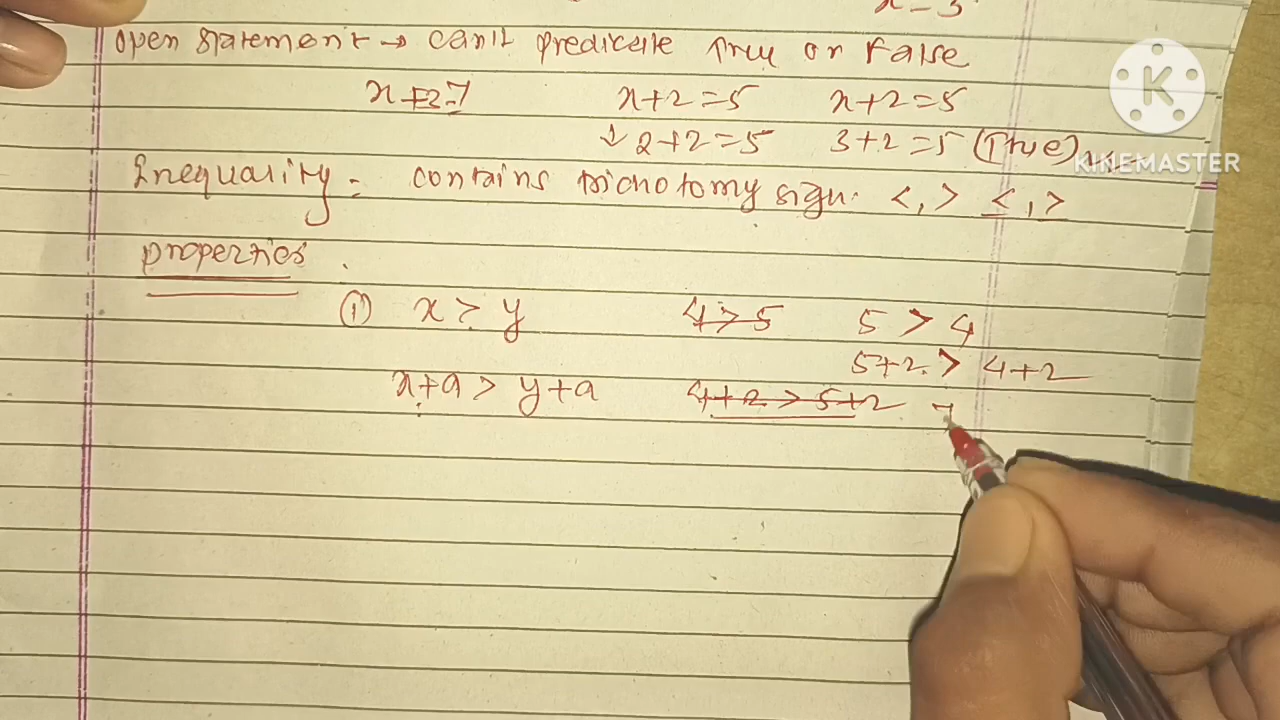 x = 3
Open statement → can't predicate True or False
x+2=7 x+2=5 x+2=5
↓ 2+2=5 3+2=5 (True)
KINEMASTER
Inequality = contains trichotomy sign. <, > ≤, ≥
properties.
① x > y 4>5 5 > 4
5+2 > 4+2
x+a > y+a 4+2 > 5+2 7